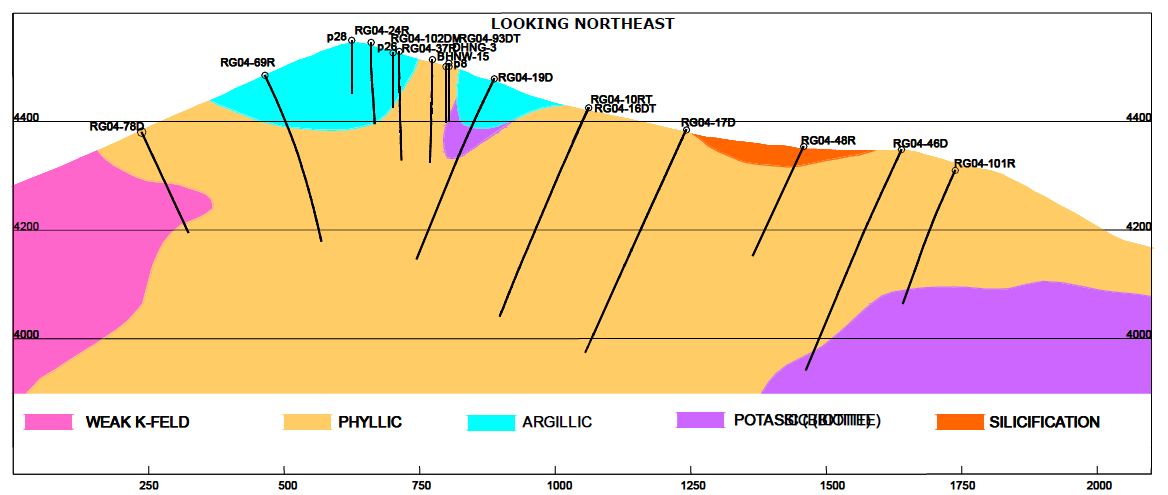 LOOKING NORTHEAST
RG04-24R
p28
RG04-102DM
RG04-93DT
p26
RG04-37R
DHNG-3
BHNW-15
p8
RG04-69R
RG04-19D
RG04-10RT
RG04-16DT
4400
4400
RG04-78D
RG04-17D
RG04-48R
RG04-46D
RG04-101R
4200
4200
4000
4000
WEAK K-FELD
PHYLLIC
ARGILLIC
POTASSIC (BIOTITE)
SILICIFICATION
250
500
750
1000
1250
1500
1750
2000